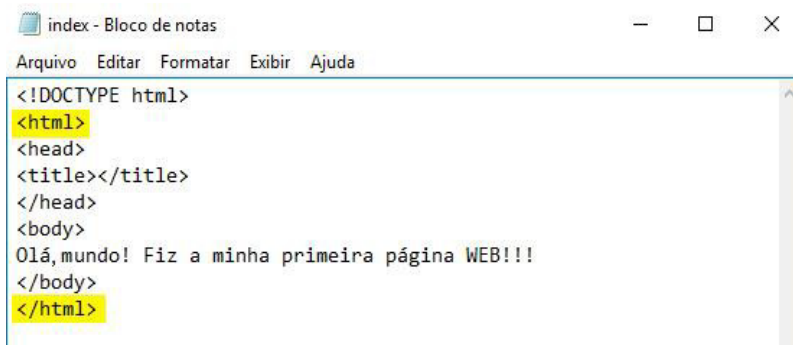 index - Bloco de notas
Arquivo Editar Formatar Exibir Ajuda
<!DOCTYPE html>
<html>
<head>
<title></title>
</head>
<body>
Olá,mundo! Fiz a minha primeira página WEB!!!
</body>
</html>